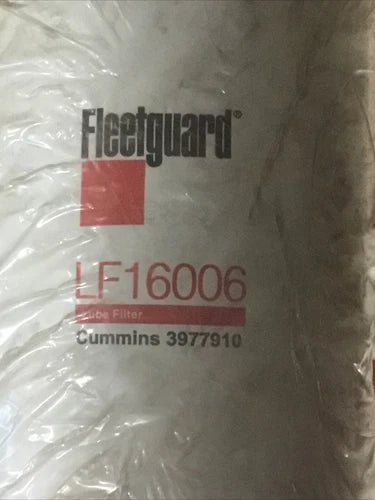 Fleetguard®
LF16006
Lube Filter
Cummins 3977910